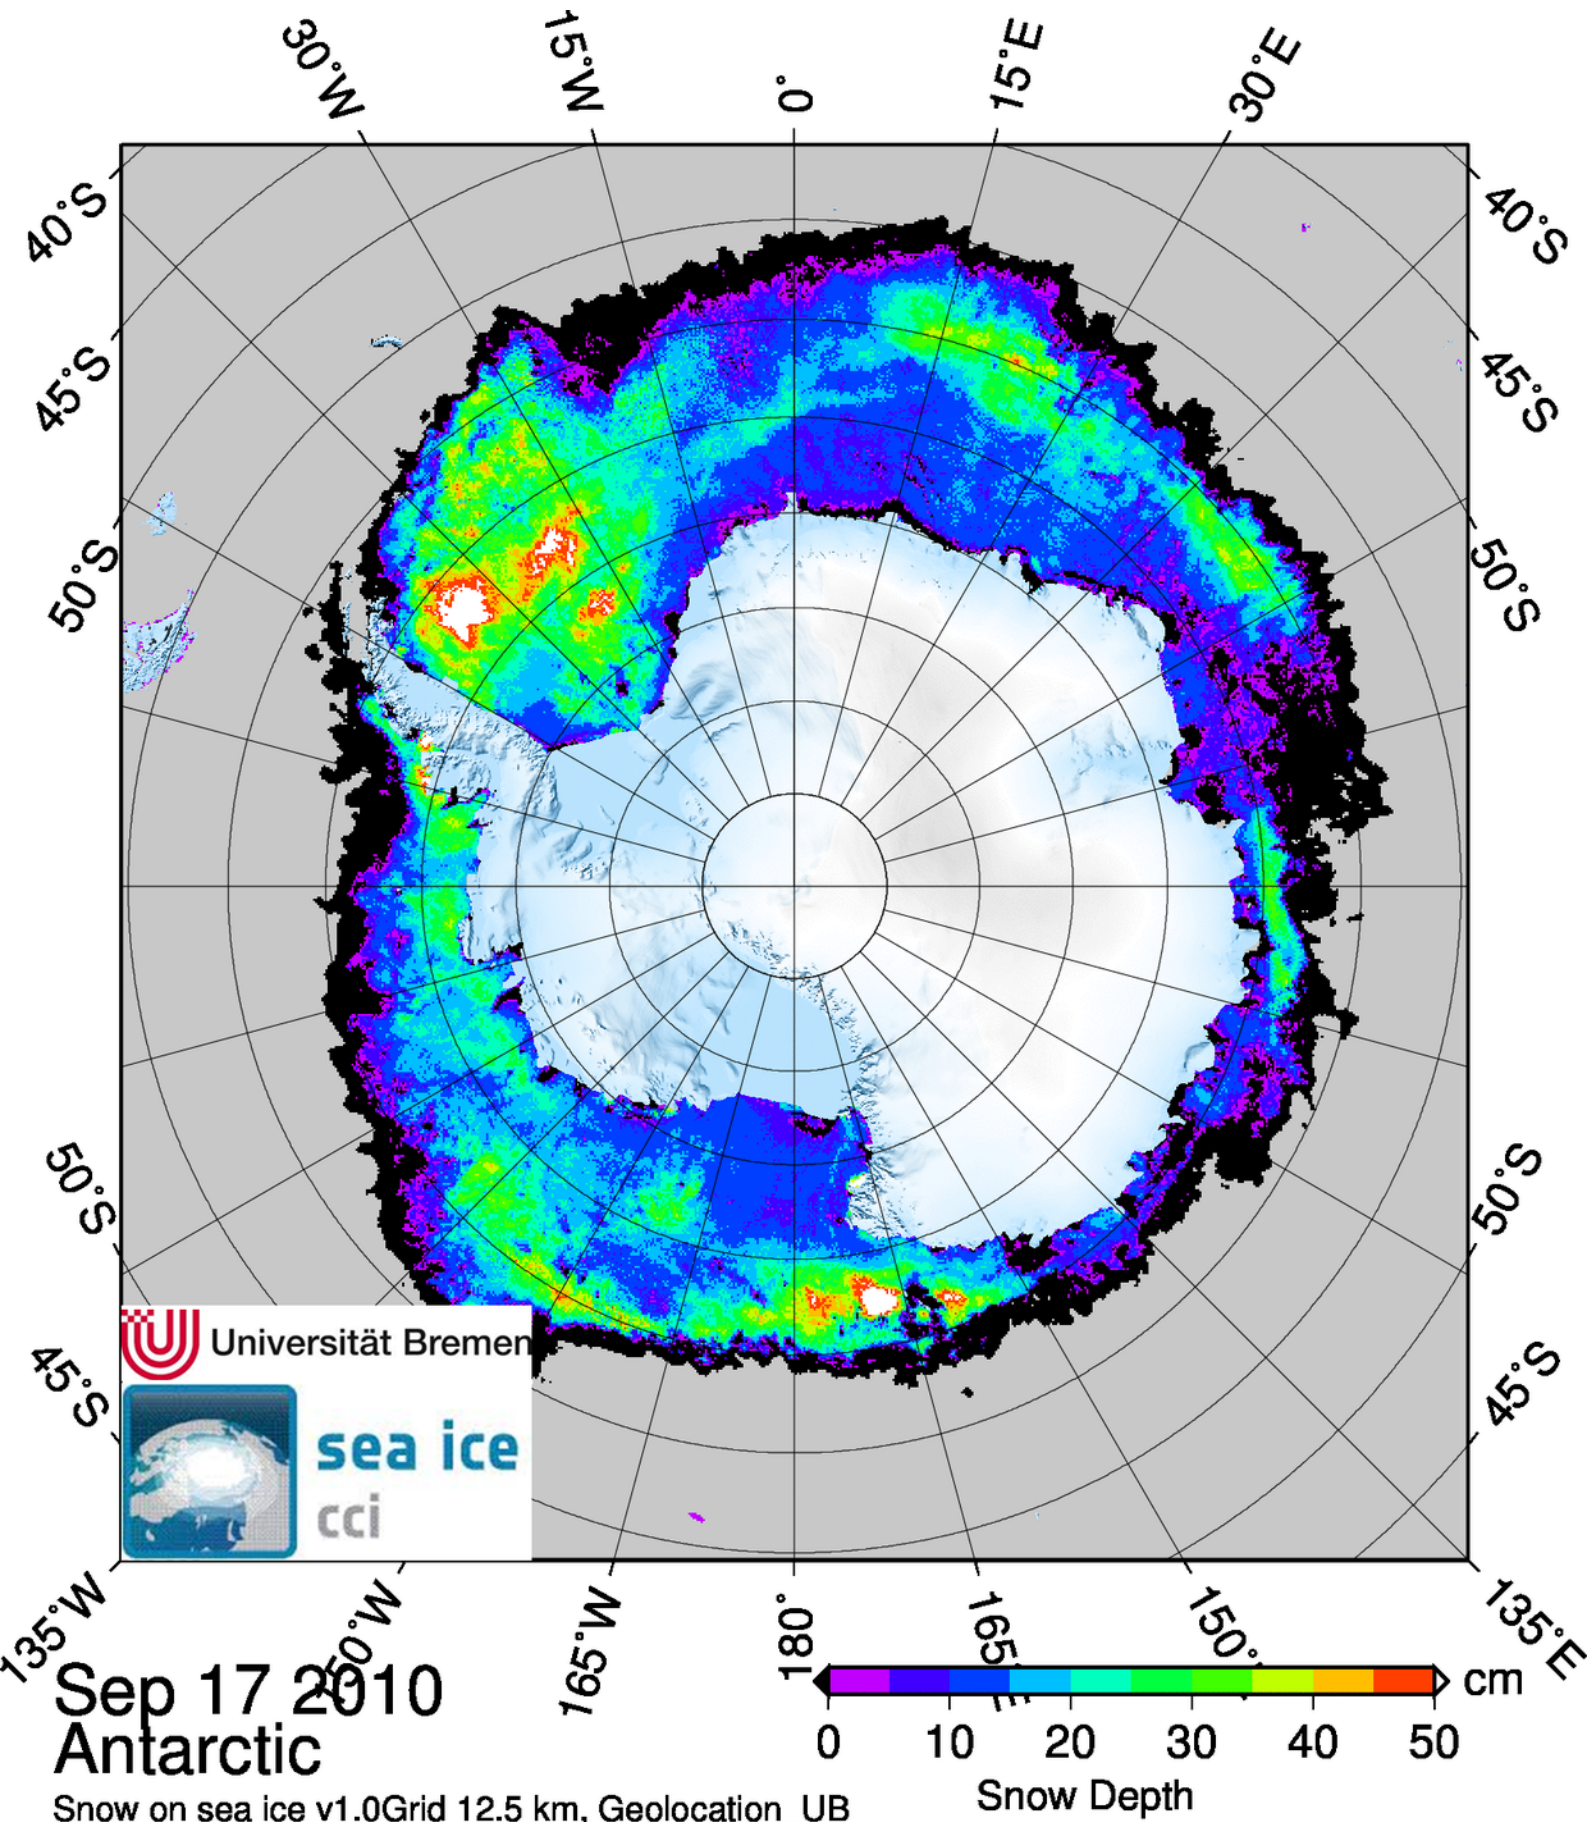 30°W
15°W
0°
15°E
30°E
40°S
40°S
45°S
45°S
50°S
50°S
50°S
50°S
45°S
45°S
Universität Bremen
sea ice
cci
135°W
165°W
180°
135°E
Sep 17 2010
Antarctic
Snow on sea ice v1.0Grid 12.5 km, Geolocation UB
cm
0 10 20 30 40 50
Snow Depth